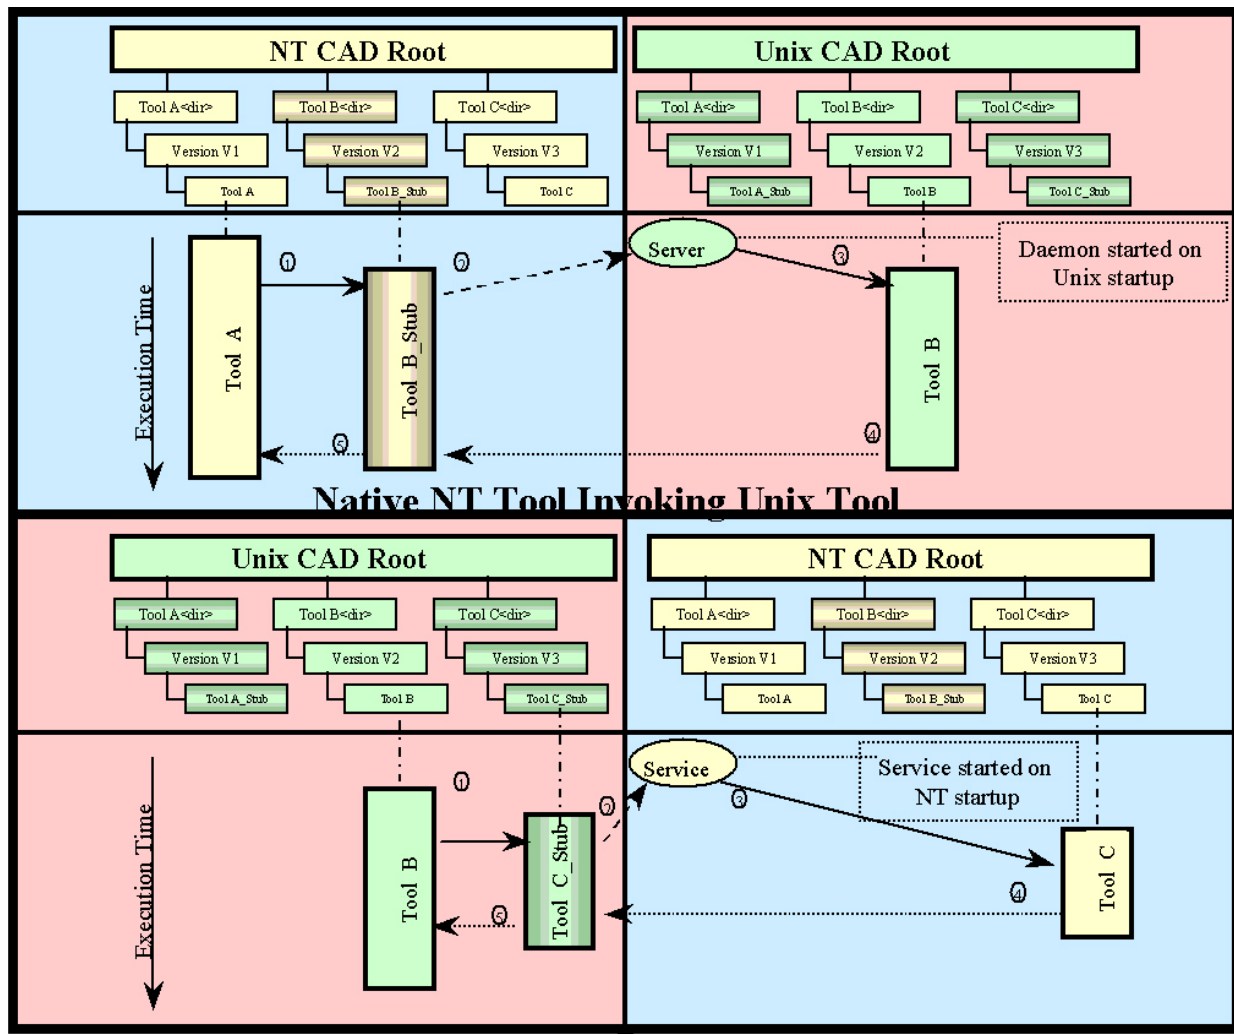 NT CAD Root
Unix CAD Root
Tool A<dir>
Tool B<dir>
Tool C<dir>
Tool A<dir>
Tool B<dir>
Tool C<dir>
Version V1
Version V2
Version V3
Version V1
Version V2
Version V3
Tool A
Tool B_Stub
Tool C
Tool A_Stub
Tool B
Tool C_Stub
Execution Time
Tool A
1
Tool B_Stub
2
Server
3
Tool B
Daemon started on
Unix startup
4
5
Native NT Tool Invoking Unix Tool
Unix CAD Root
NT CAD Root
Tool A<dir>
Tool B<dir>
Tool C<dir>
Tool A<dir>
Tool B<dir>
Tool C<dir>
Version V1
Version V2
Version V3
Version V1
Version V2
Version V3
Tool A_Stub
Tool B
Tool C_Stub
Tool A
Tool B_Stub
Tool C
Execution Time
Tool B
1
Tool C_Stub
2
Service
3
Service started on
NT startup
Tool C
4
5